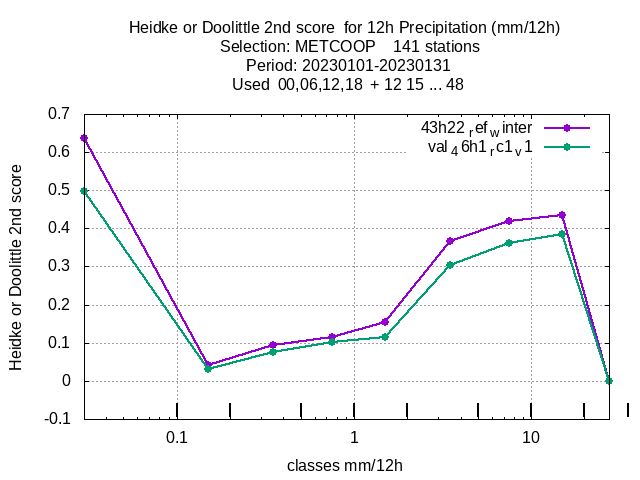 Heidke or Doolittle 2nd score  for 12h Precipitation (mm/12h)
Selection: METCOOP    141 stations
Period: 20230101-20230131
Used  00,06,12,18  + 12 15 ... 48
43h22ᵣefwinter
val₄6h1ᵣc1ᵥ1
Heidke or Doolittle 2nd score
0.7
0.6
0.5
0.4
0.3
0.2
0.1
0
-0.1
0.1
1
10
classes mm/12h